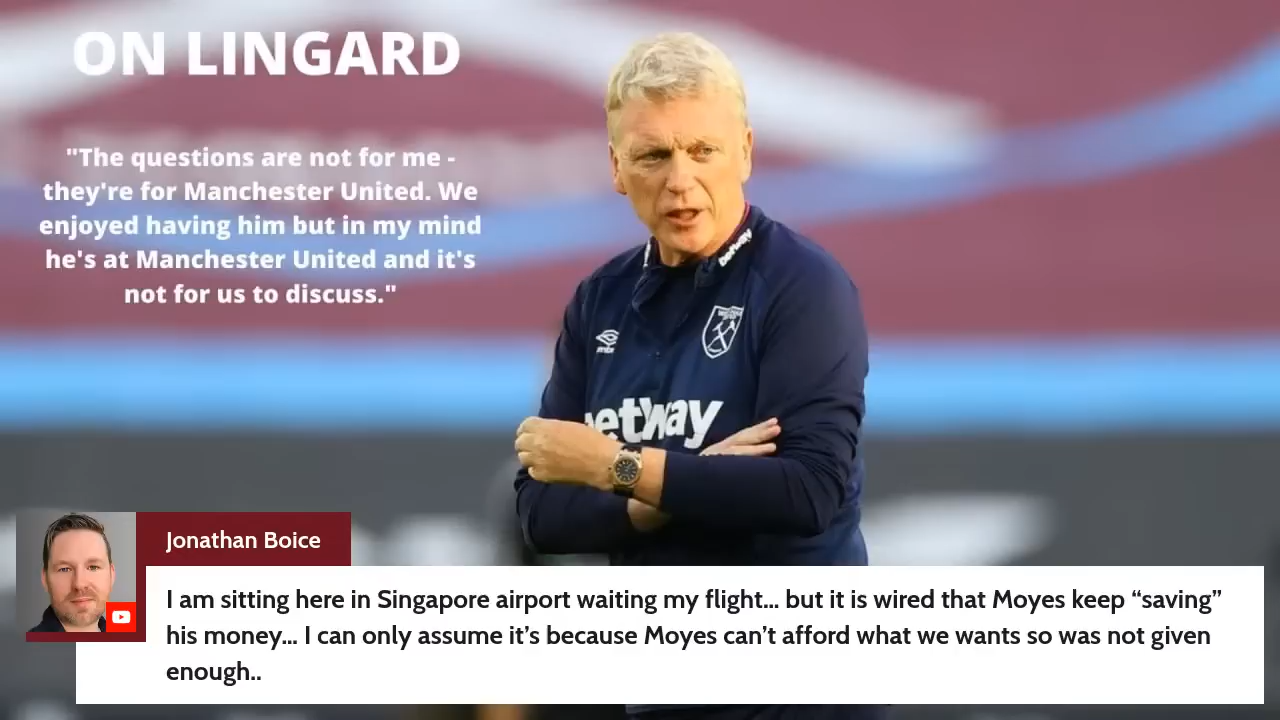 ON LINGARD
"The questions are not for me -
they're for Manchester United. We
enjoyed having him but in my mind
he's at Manchester United and it's
not for us to discuss."
betway
umbro
betway
Jonathan Boice
I am sitting here in Singapore airport waiting my flight... but it is wired that Moyes keep “saving”
his money... I can only assume it’s because Moyes can’t afford what we wants so was not given
enough..